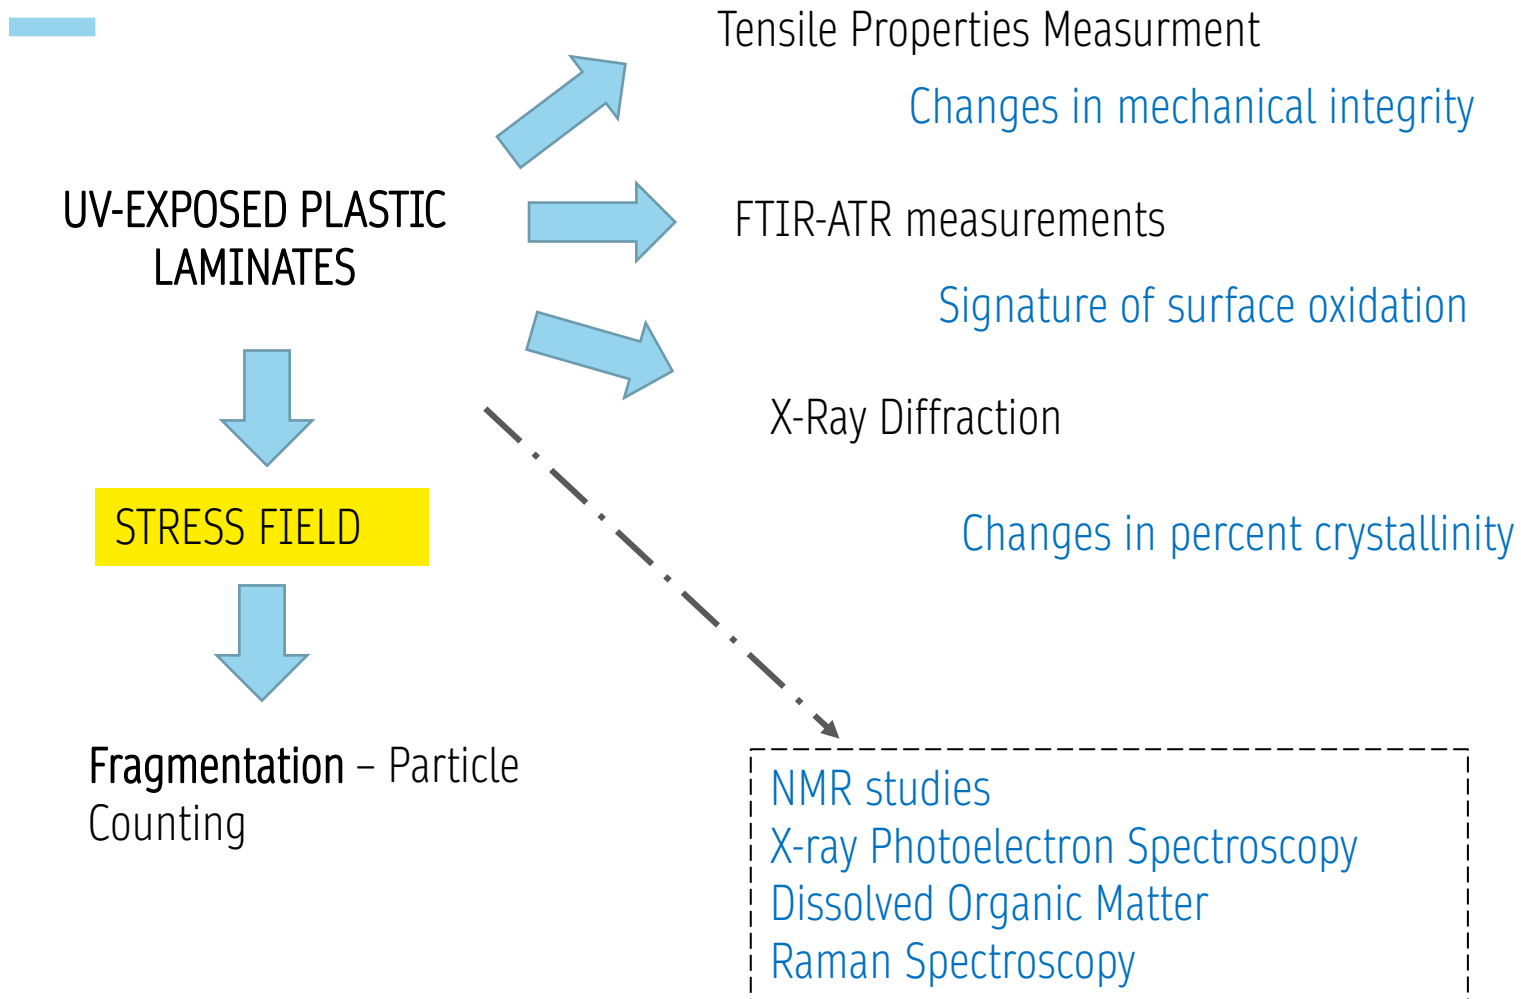 Tensile Properties Measurment
Changes in mechanical integrity
UV-EXPOSED PLASTIC
LAMINATES
FTIR-ATR measurements
Signature of surface oxidation
X-Ray Diffraction
STRESS FIELD
Changes in percent crystallinity
Fragmentation – Particle
Counting
NMR studies
X-ray Photoelectron Spectroscopy
Dissolved Organic Matter
Raman Spectroscopy